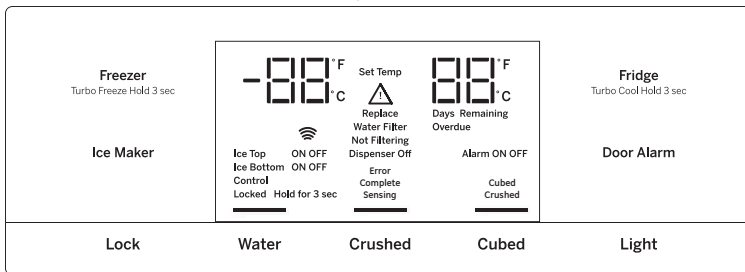 Freezer
Turbo Freeze Hold 3 sec
Ice Maker
-88 °F °C
Set Temp
88 °F °C
Replace
Water Filter
Not Filtering
Dispenser Off
Days Remaining
Overdue
Ice Top ON OFF
Ice Bottom ON OFF
Control
Locked Hold for 3 sec
Error
Complete
Sensing
Alarm ON OFF
Cubed
Crushed
Fridge
Turbo Cool Hold 3 sec
Door Alarm
Lock Water Crushed Cubed Light